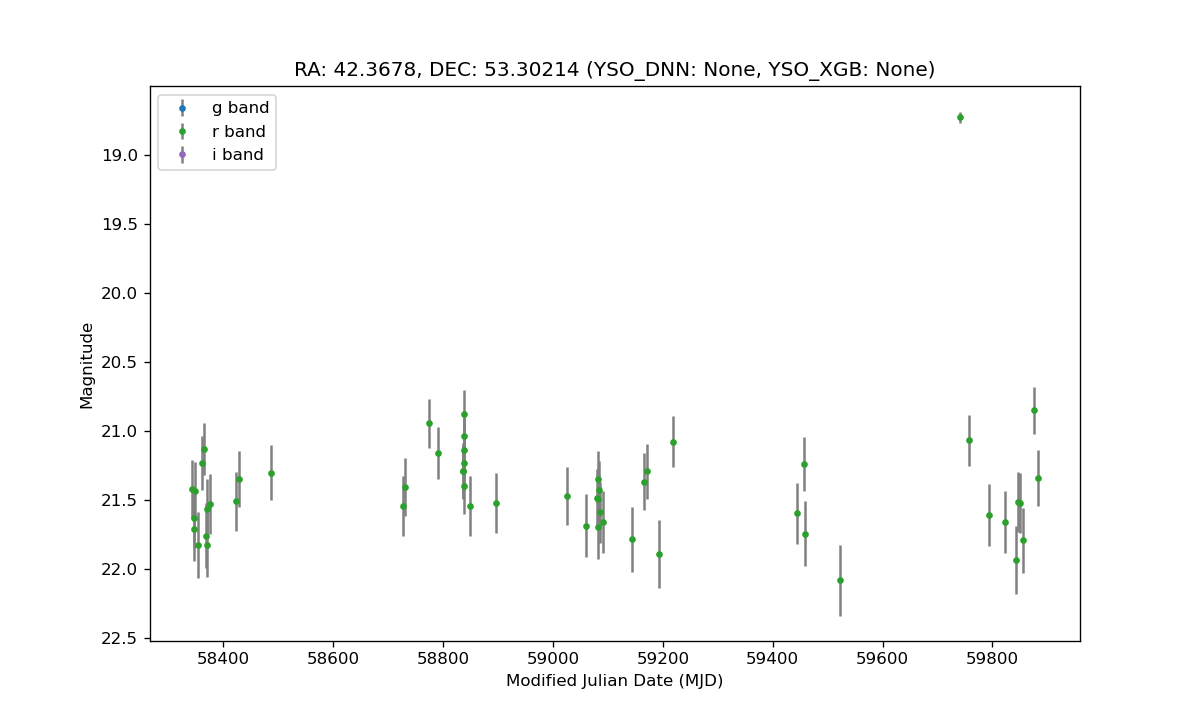 RA: 42.3678, DEC: 53.30214 (YSO_DNN: None, YSO_XGB: None)
g band
r band
i band
19.0
19.5
20.0
20.5
21.0
21.5
22.0
22.5
Magnitude
58400
58600
58800
59000
59200
59400
59600
59800
Modified Julian Date (MJD)